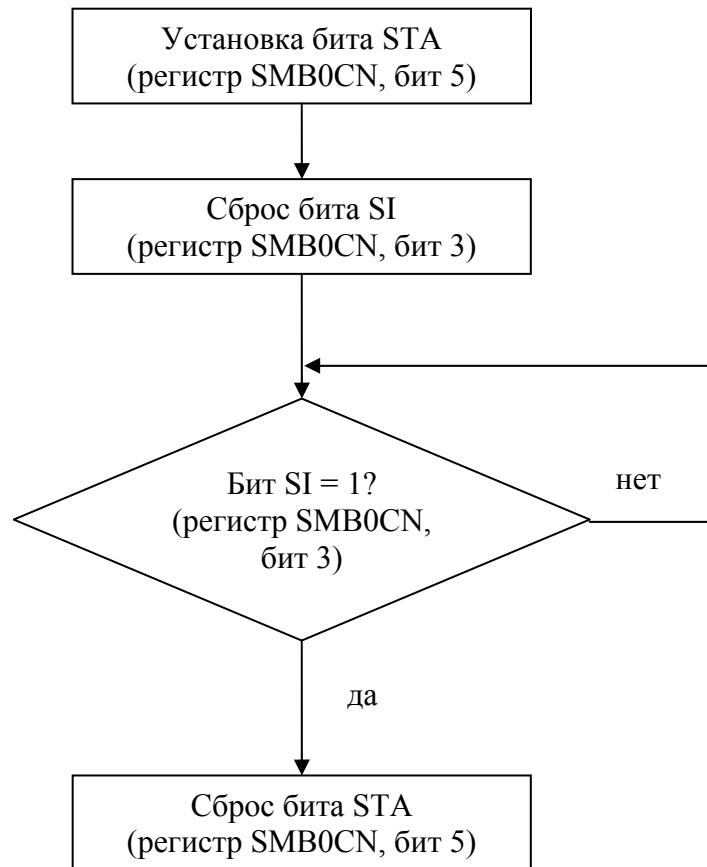 Установка бита STA
(регистр SMB0CN, бит 5)
Сброс бита SI
(регистр SMB0CN, бит 3)
Бит SI = 1?
(регистр SMB0CN,
бит 3)
нет
да
Сброс бита STA
(регистр SMB0CN, бит 5)